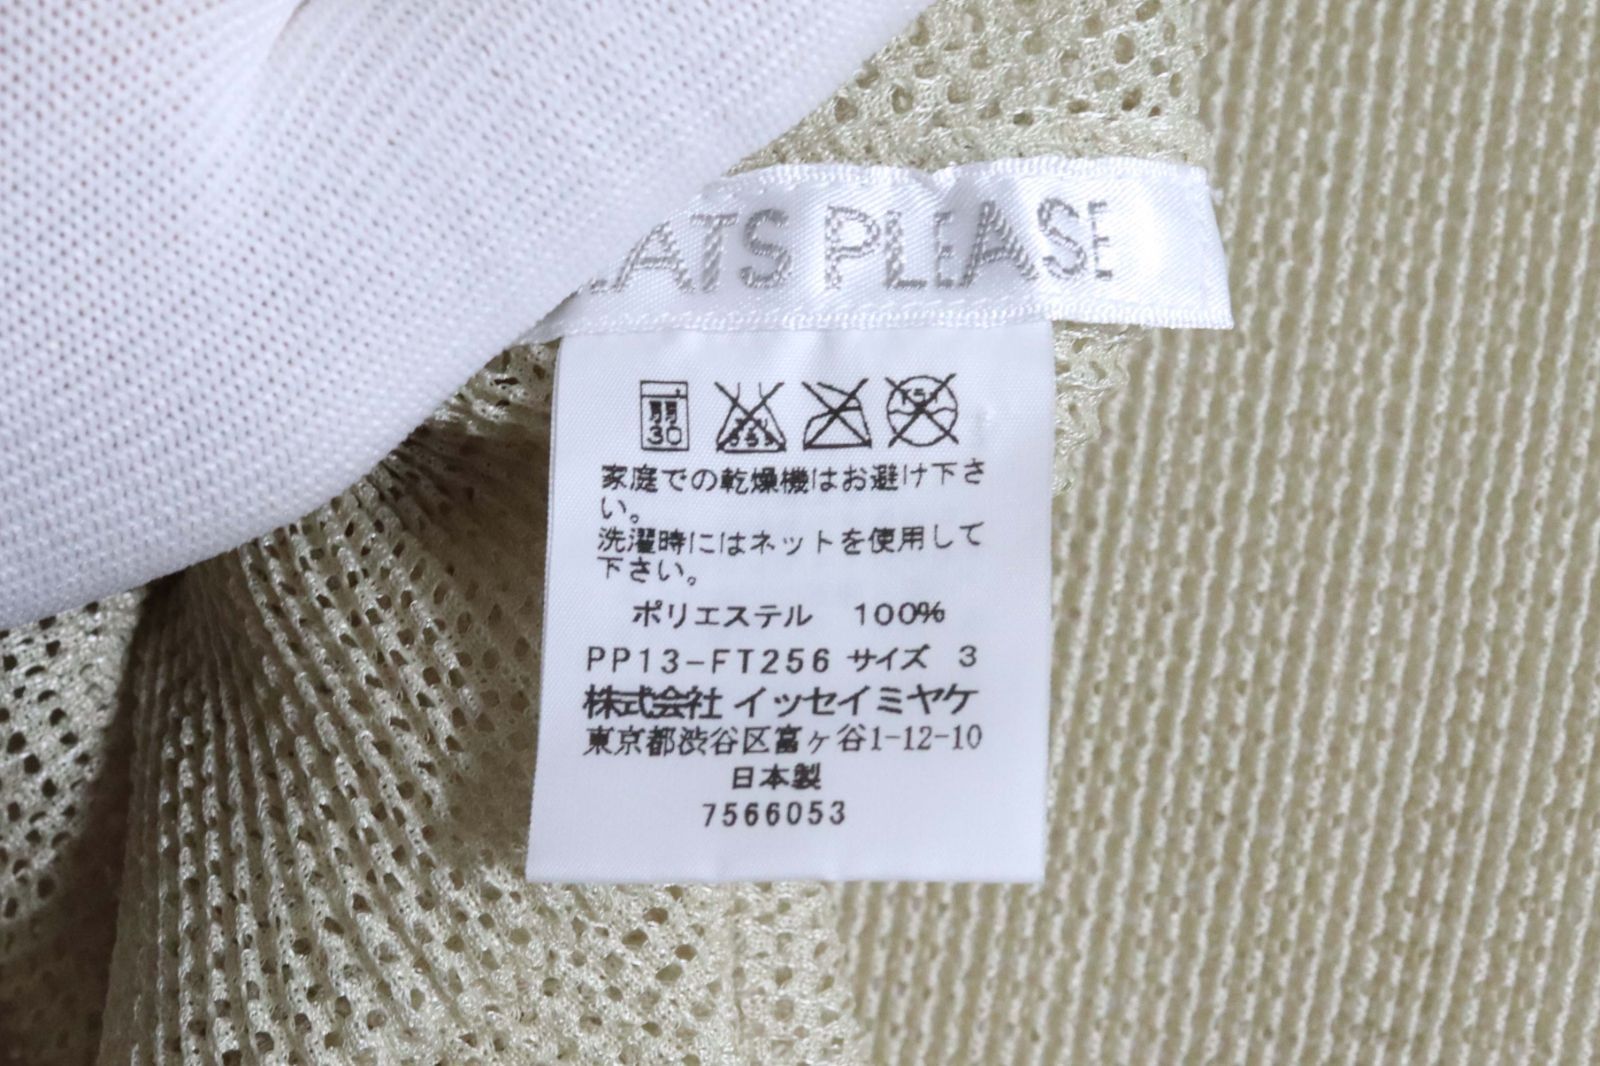 EATS PLEASE
弱
30
家庭での乾燥機はお避け下さ
い。
洗濯時にはネットを使用して
下さい。
ポリエステル 100%
PP13-FT256 サイズ 3
株式会社 イッセイミヤケ
東京都渋谷区富ヶ谷1-12-10
日本製
7566053